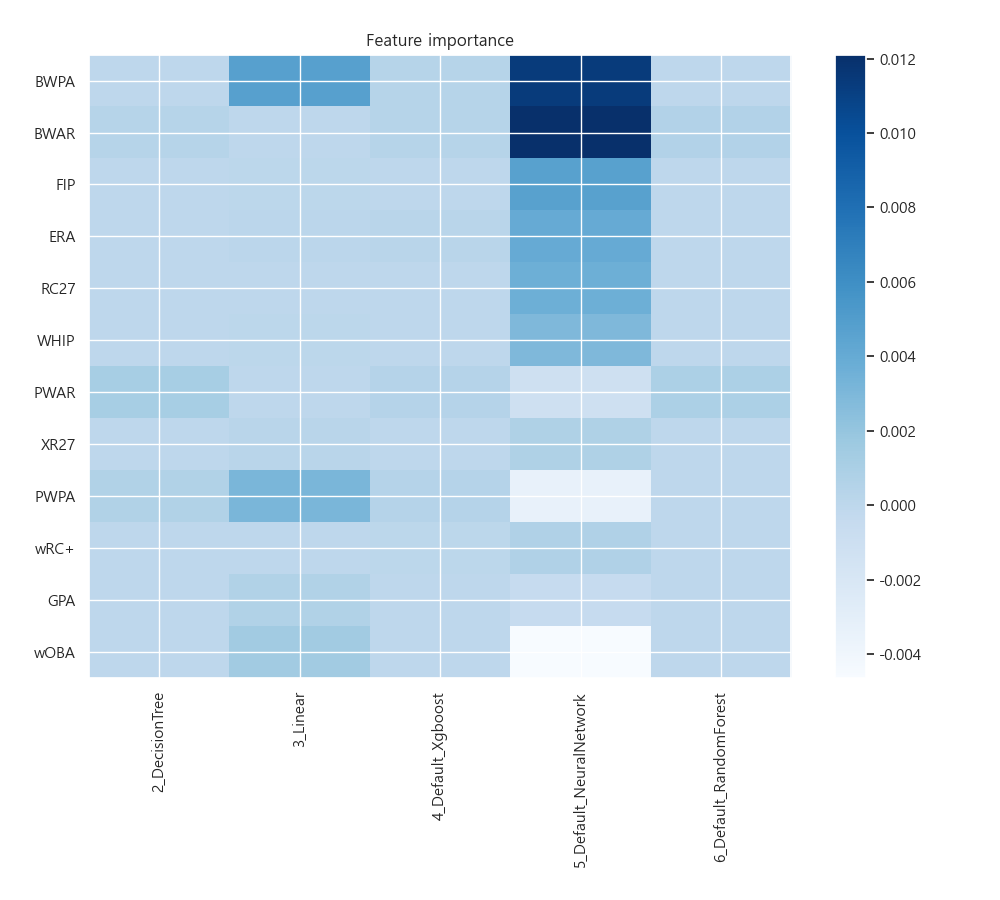 Feature importance
BWPA
BWAR
FIP
ERA
RC27
WHIP
PWAR
XR27
PWPA
wRC+
GPA
wOBA
2_DecisionTree
3_Linear
4_Default_Xgboost
5_Default_NeuralNetwork
6_Default_RandomForest
0.012
0.010
0.008
0.006
0.004
0.002
0.000
-0.002
-0.004